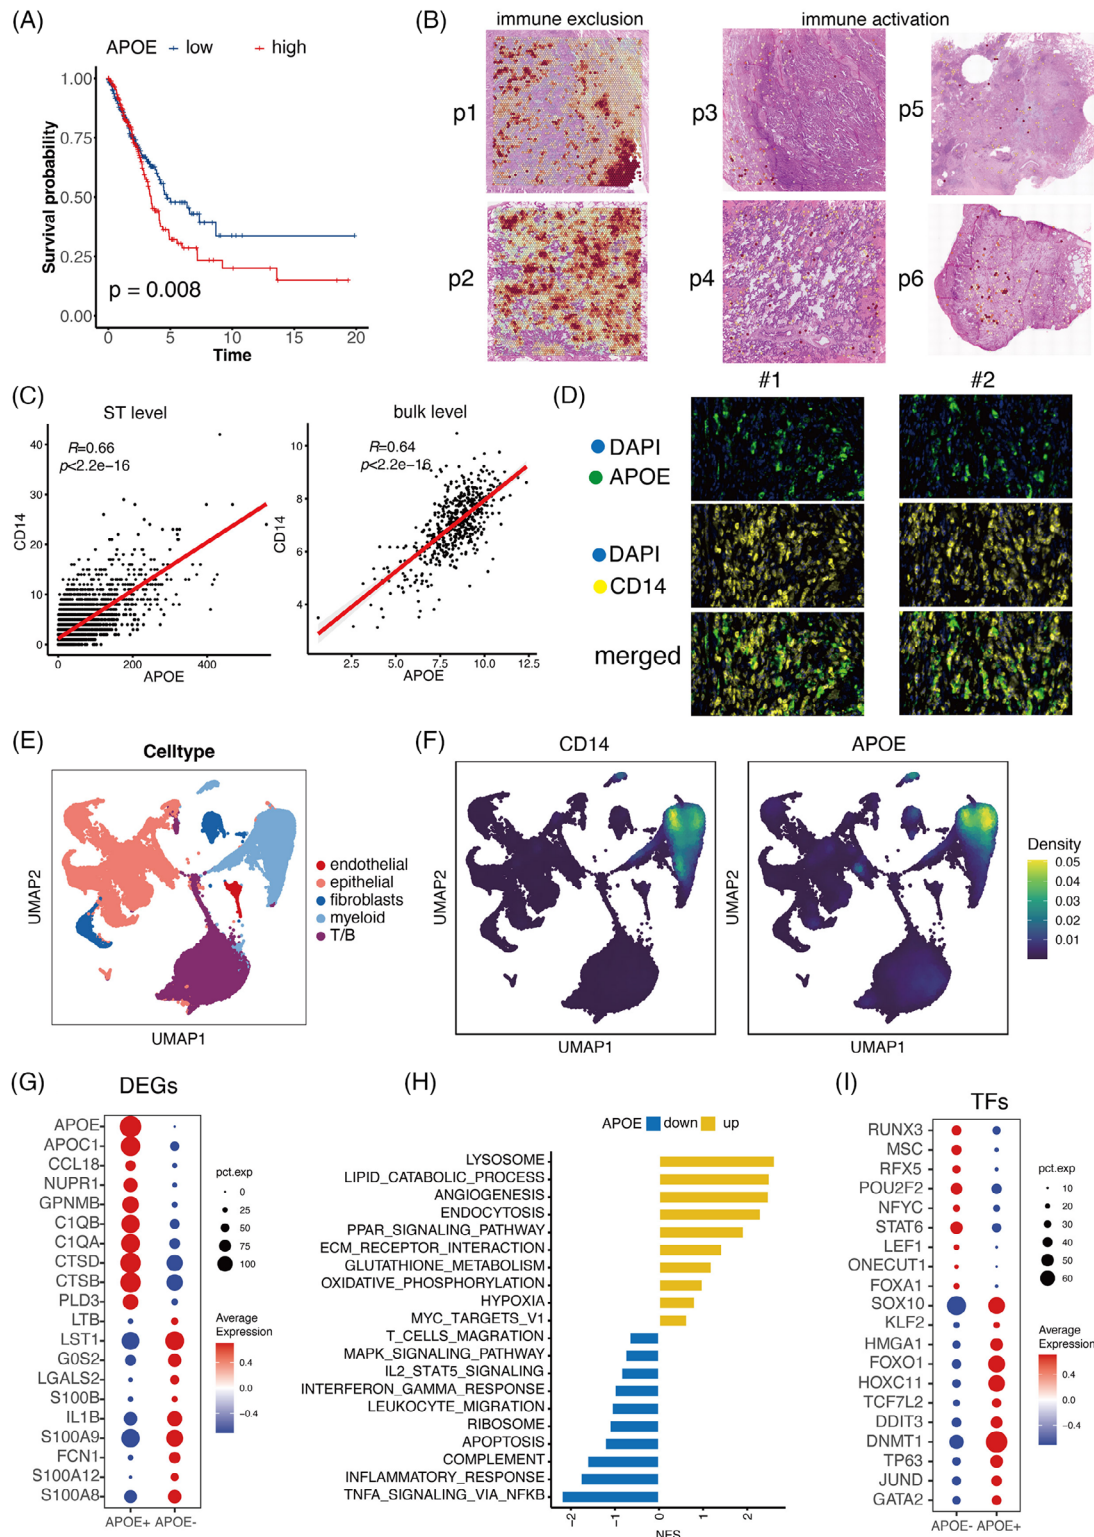 (A)
APOE low high
1.00
0.75
0.50
0.25
0.00
Survival probability
p = 0.008
0 5 10 15 20
Time
(B)
immune exclusion
immune activation
p1
p2
p3
p4
p5
p6
(C)
ST level
R=0.66
p<2.2e−16
40
30
20
10
0
CD14
0 200 400
APOE
bulk level
R=0.64
p<2.2e−16
8
6
4
CD14
2.5 5.0 7.5 10.0 12.5
APOE
(D)
#1 #2
DAPI
APOE
DAPI
CD14
merged
(E)
Celltype
UMAP2
UMAP1
endothelial
epithelial
fibroblasts
myeloid
T/B
(F)
CD14
UMAP2
UMAP1
APOE
UMAP2
UMAP1
Density
0.05
0.04
0.03
0.02
0.01
(G)
DEGs
APOE
APOC1
CCL18
NUPR1
GPNMB
C1QB
C1QA
CTSD
CTSB
PLD3
LTB
LST1
G0S2
LGALS2
S100B
IL1B
S100A9
FCN1
S100A12
S100A8
APOE+ APOE-
pct.exp
0
25
50
75
100
Average
Expression
0.4
0.0
−0.4
(H)
APOE down up
LYSOSOME
LIPID_CATABOLIC_PROCESS
ANGIOGENESIS
ENDOCYTOSIS
PPAR_SIGNALING_PATHWAY
ECM_RECEPTOR_INTERACTION
GLUTATHIONE_METABOLISM
OXIDATIVE_PHOSPHORYLATION
HYPOXIA
MYC_TARGETS_V1
T_CELLS_MAGRATION
MAPK_SIGNALING_PATHWAY
IL2_STAT5_SIGNALING
INTERFERON_GAMMA_RESPONSE
LEUKOCYTE_MIGRATION
RIBOSOME
APOPTOSIS
COMPLEMENT
INFLAMMATORY_RESPONSE
TNFA_SIGNALING_VIA_NFKB
−2 −1 0 1 2
NES
(I)
TFs
RUNX3
MSC
RFX5
POU2F2
NFYC
STAT6
LEF1
ONECUT1
FOXA1
SOX10
KLF2
HMGA1
FOXO1
HOXC11
TCF7L2
DDIT3
DNMT1
TP63
JUND
GATA2
APOE- APOE+
pct.exp
10
20
30
40
50
60
Average
Expression
0.4
0.0
−0.4